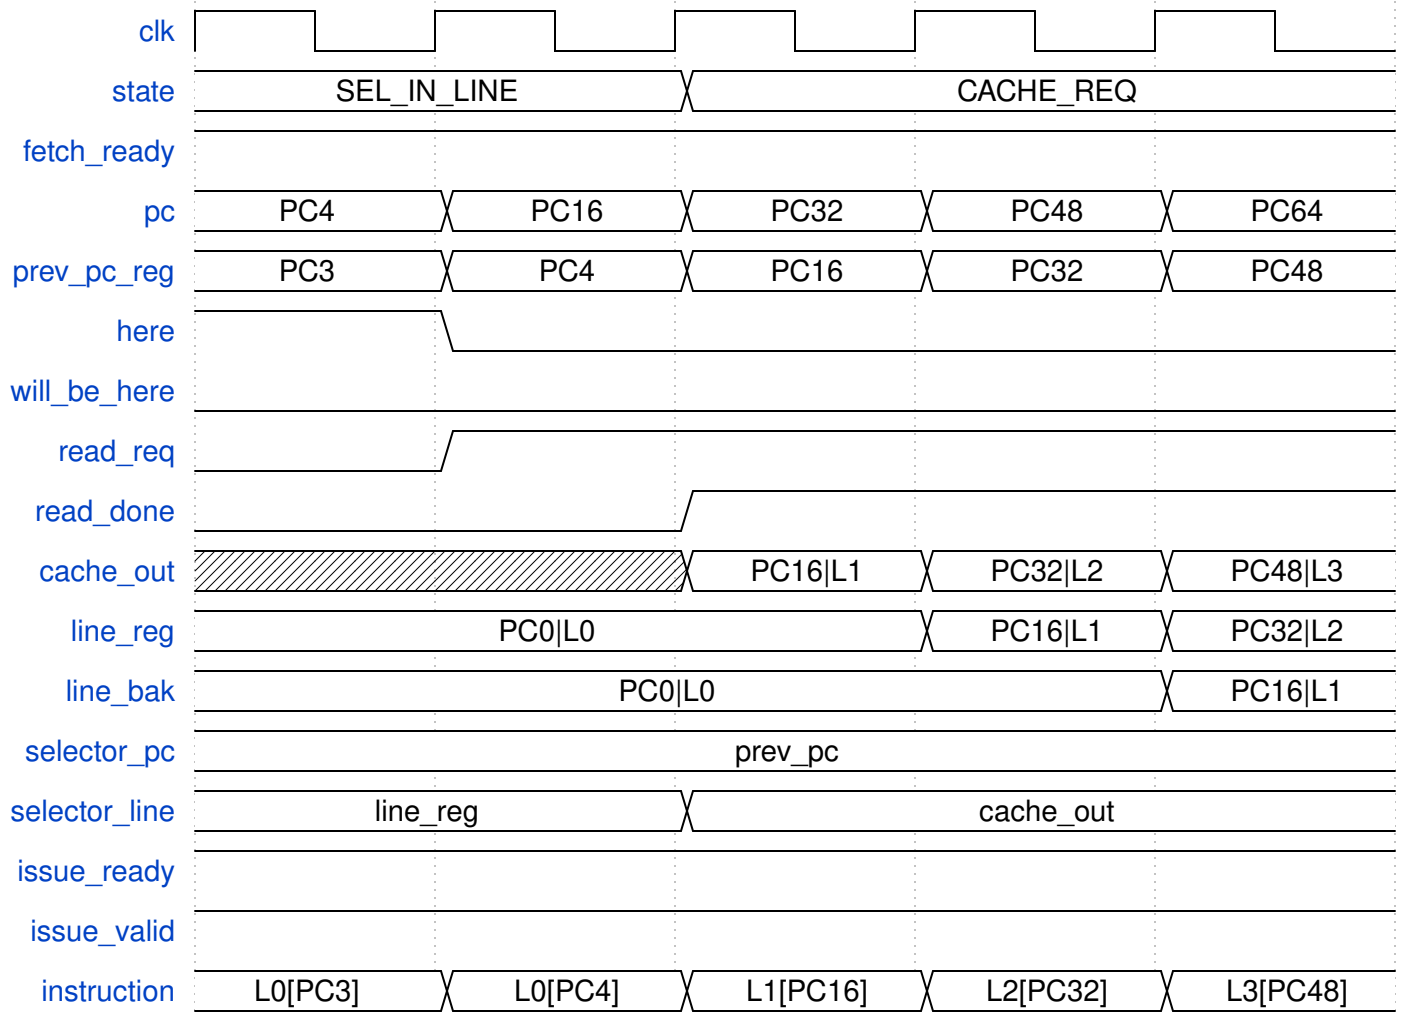 clk
state SEL_IN_LINE CACHE_REQ
fetch_ready
pc PC4 PC16 PC32 PC48 PC64
prev_pc_reg PC3 PC4 PC16 PC32 PC48
here
will_be_here
read_req
read_done
cache_out PC16|L1 PC32|L2 PC48|L3
line_reg PC0|L0 PC16|L1 PC32|L2
line_bak PC0|L0 PC16|L1
selector_pc prev_pc
selector_line line_reg cache_out
issue_ready
issue_valid
instruction L0[PC3] L0[PC4] L1[PC16] L2[PC32] L3[PC48]